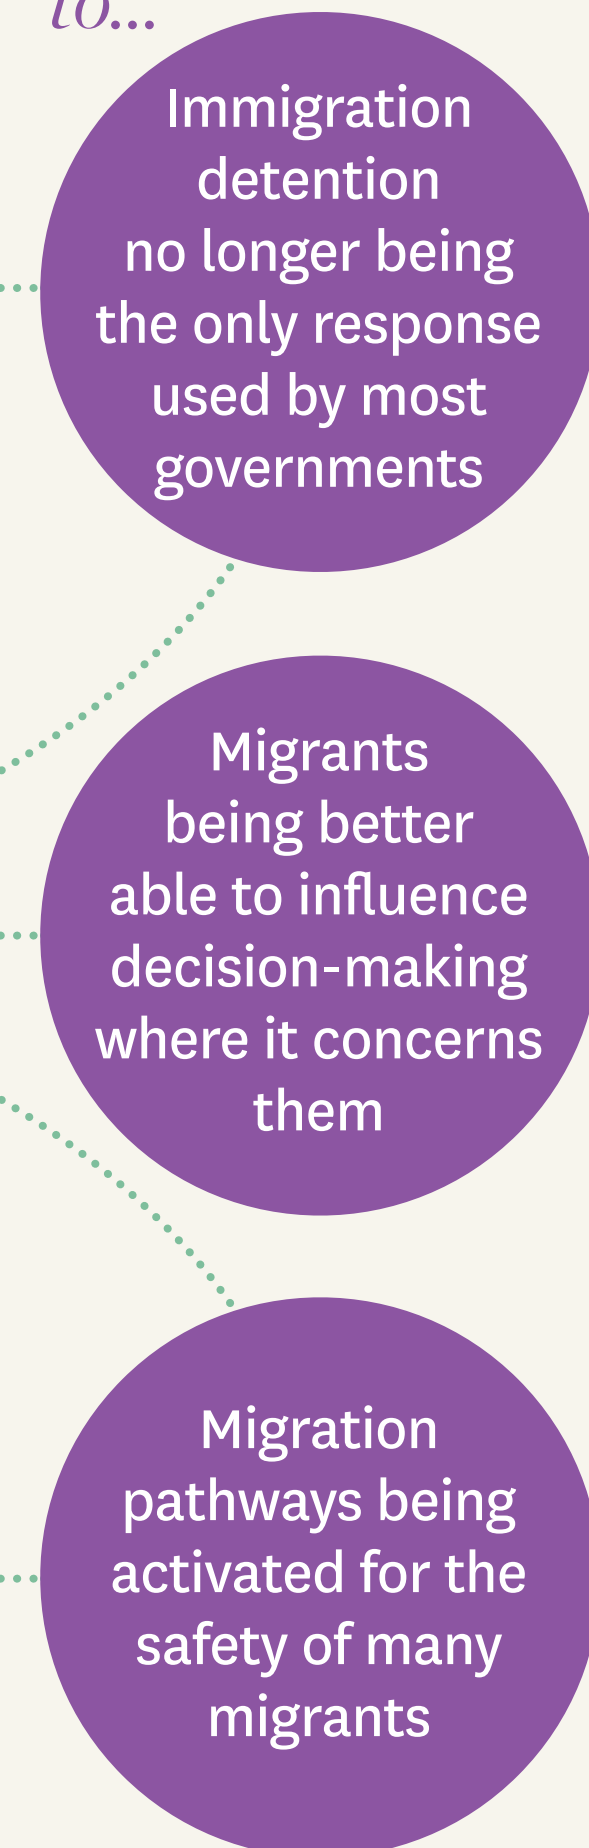 to...
Immigration
detention
no longer being
the only response
used by most
governments
Migrants
being better
able to influence
decision-making
where it concerns
them
Migration
pathways being
activated for the
safety of many
migrants